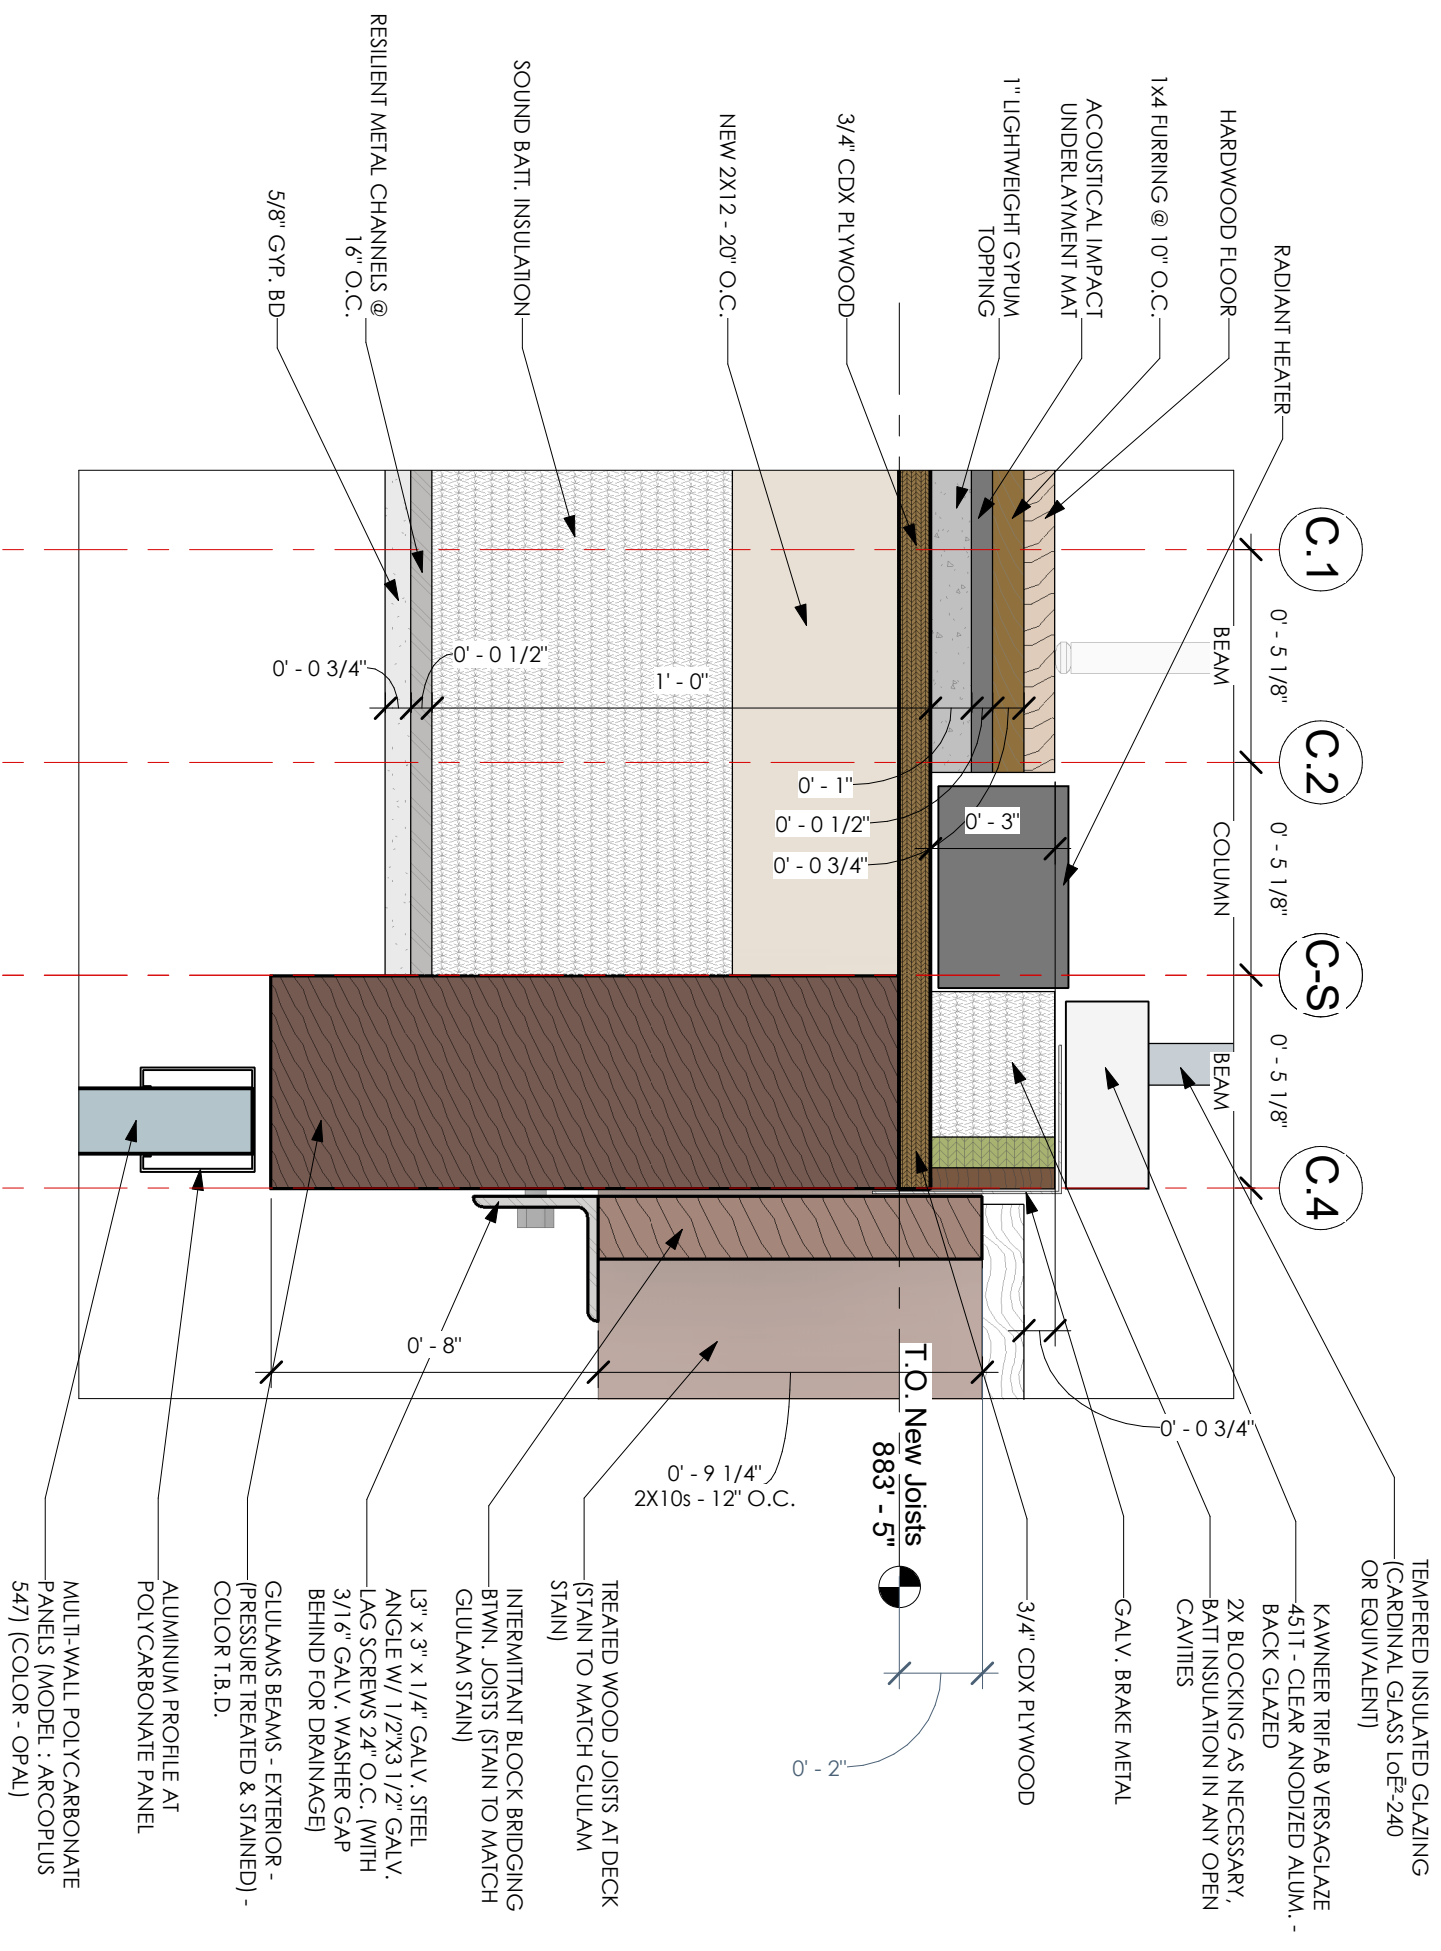 C.1
C.2
C-S
C.4
0' - 5 1/8"
0' - 5 1/8"
0' - 5 1/8"
BEAM
COLUMN
BEAM
RADIANT HEATER
HARDWOOD FLOOR
1x4 FURRING @ 10" O.C.
ACOUSTICAL IMPACT
UNDERLAYMENT MAT
1" LIGHTWEIGHT GYPUM
TOPPING
3/4" CDX PLYWOOD
NEW 2X12 - 20" O.C.
SOUND BATT. INSULATION
RESILIENT METAL CHANNELS @
16" O.C.
5/8" GYP. BD
0' - 3"
0' - 1"
0' - 0 1/2"
0' - 0 3/4"
1' - 0"
0' - 0 1/2"
0' - 0 3/4"
0' - 0 3/4"
T.O. New Joists
883' - 5"
0' - 2"
0' - 9 1/4"
2X10s - 12" O.C.
0' - 8"
TEMPERED INSULATED GLAZING
(CARDINAL GLASS LoĒ²-240
OR EQUIVALENT)
KAWNEER TRIFAB VERSAGLAZE
451T - CLEAR ANODIZED ALUM. -
BACK GLAZED
2X BLOCKING AS NECESSARY,
BATT INSULATION IN ANY OPEN
CAVITIES
GALV. BRAKE METAL
3/4" CDX PLYWOOD
TREATED WOOD JOISTS AT DECK
(STAIN TO MATCH GLULAM
STAIN)
INTERMITTANT BLOCK BRIDGING
BTWN. JOISTS (STAIN TO MATCH
GLULAM STAIN)
L3" x 3" x 1/4" GALV. STEEL
ANGLE W/ 1/2"X3 1/2" GALV.
LAG SCREWS 24" O.C. (WITH
3/16" GALV. WASHER GAP
BEHIND FOR DRAINAGE)
GLULAMS BEAMS - EXTERIOR -
(PRESSURE TREATED & STAINED) -
COLOR T.B.D.
ALUMINUM PROFILE AT
POLYCARBONATE PANEL
MULTI-WALL POLYCARBONATE
PANELS (MODEL : ARCOPLUS
547) (COLOR - OPAL)